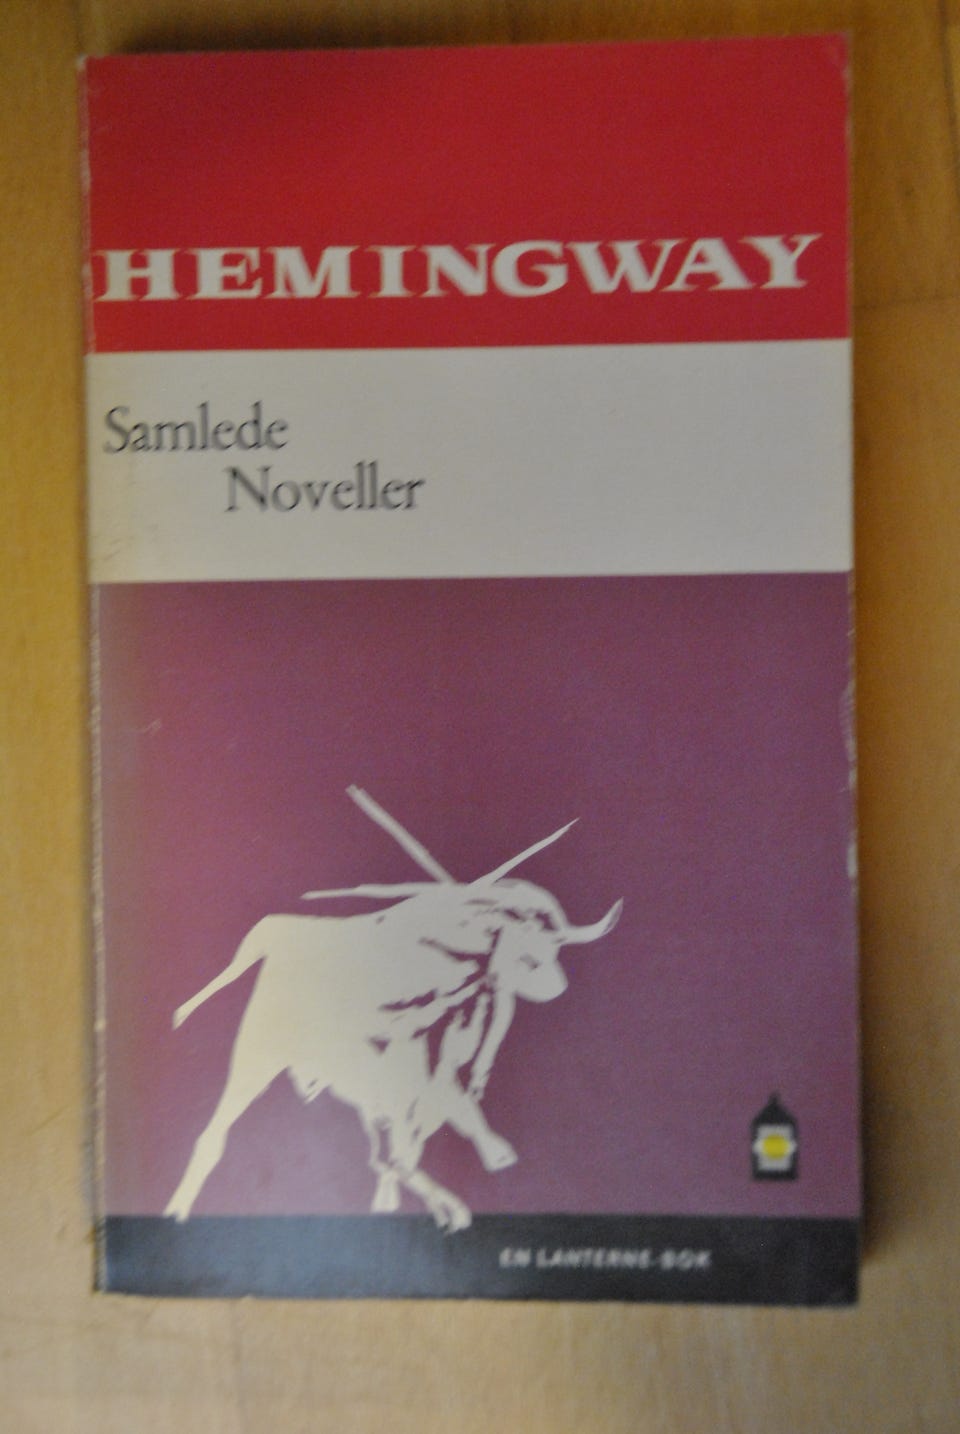 HEMINGWAY
Samlede
Noveller
EN LANTERNE-BOK